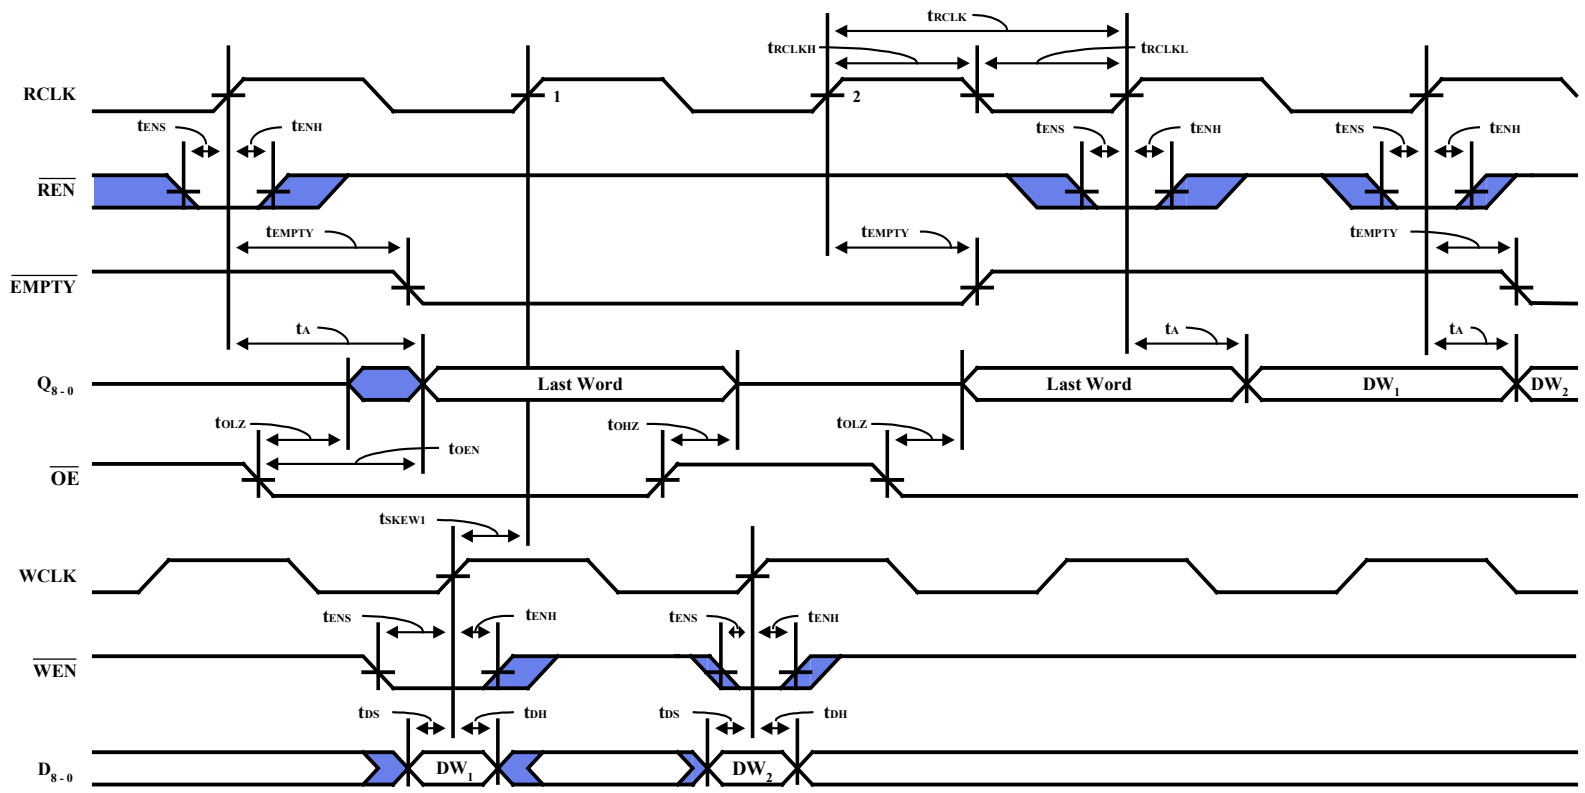 tRCLK
tRCLKH tRCLKL
RCLK 1 2
tENS tENH tENS tENH tENS tENH
REN
tEMPTY tEMPTY tEMPTY
EMPTY
tA tA tA
Q8-0 Last Word Last Word DW1 DW2
tOLZ tOHZ tOLZ
tOEN
OE
tSKEW1
WCLK
tENS tENH tENS tENH
WEN
tDS tDH tDS tDH
D8-0 DW1 DW2